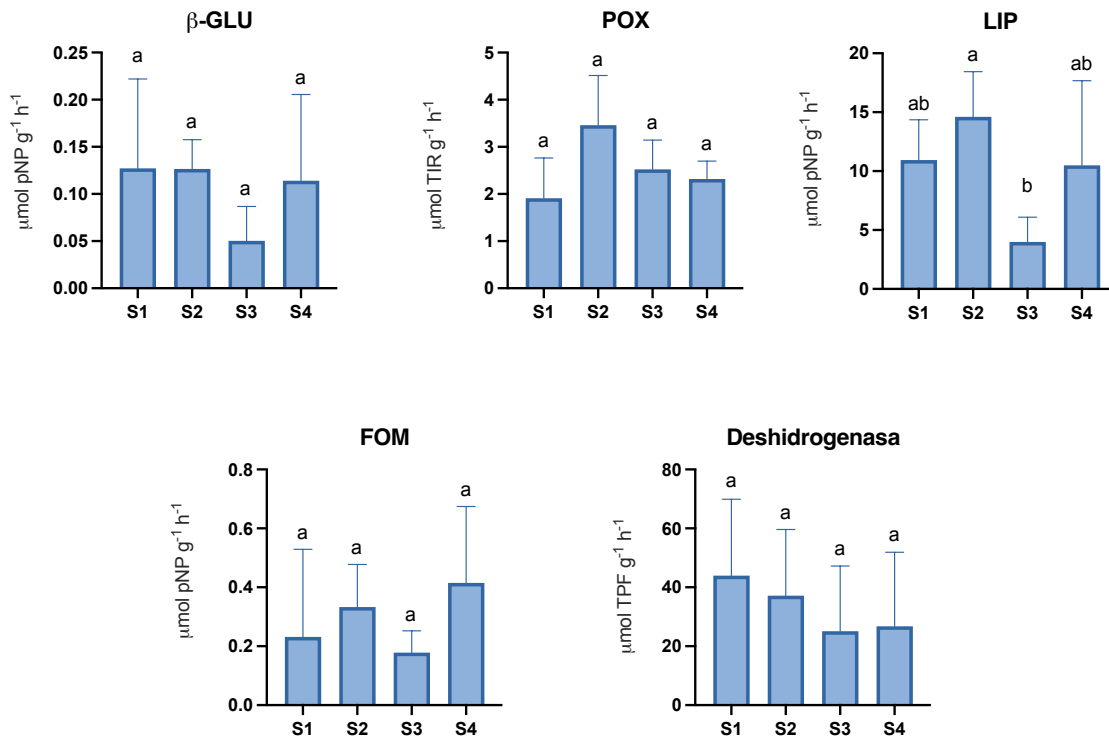 β-GLU
μmol pNP g⁻¹ h⁻¹
0.25
0.20
0.15
0.10
0.05
0.00
a
a
a
a
S1 S2 S3 S4
POX
μmol TIR g⁻¹ h⁻¹
5
4
3
2
1
0
a
a
a
a
S1 S2 S3 S4
LIP
μmol pNP g⁻¹ h⁻¹
20
15
10
5
0
ab
a
b
ab
S1 S2 S3 S4
FOM
μmol pNP g⁻¹ h⁻¹
0.8
0.6
0.4
0.2
0.0
a
a
a
a
S1 S2 S3 S4
Deshidrogenasa
μmol TPF g⁻¹ h⁻¹
80
60
40
20
0
a
a
a
a
S1 S2 S3 S4